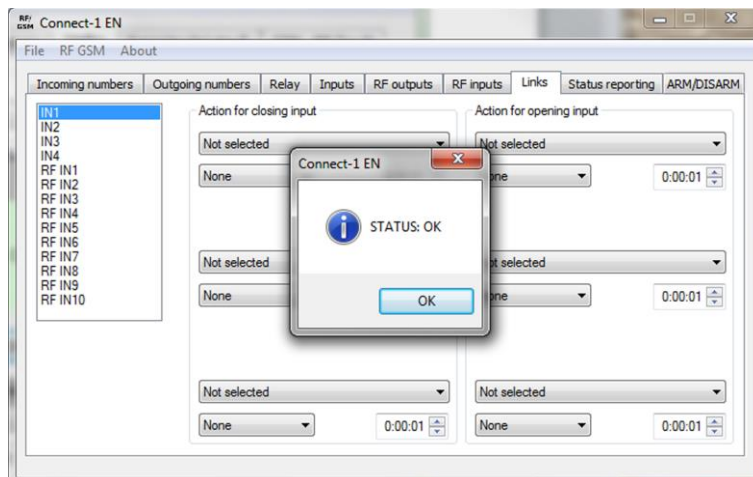 RF/
GSM Connect-1 EN
File RF GSM About
Incoming numbers Outgoing numbers Relay Inputs RF outputs RF inputs Links Status reporting ARM/DISARM
IN1
IN2
IN3
IN4
RF IN1
RF IN2
RF IN3
RF IN4
RF IN5
RF IN6
RF IN7
RF IN8
RF IN9
RF IN10
Action for closing input
Not selected
None
Not selected
None
Not selected
None 0:00:01
Action for opening input
Not selected
None 0:00:01
selected
0:00:01
Not selected
None 0:00:01
Connect-1 EN
STATUS: OK
OK